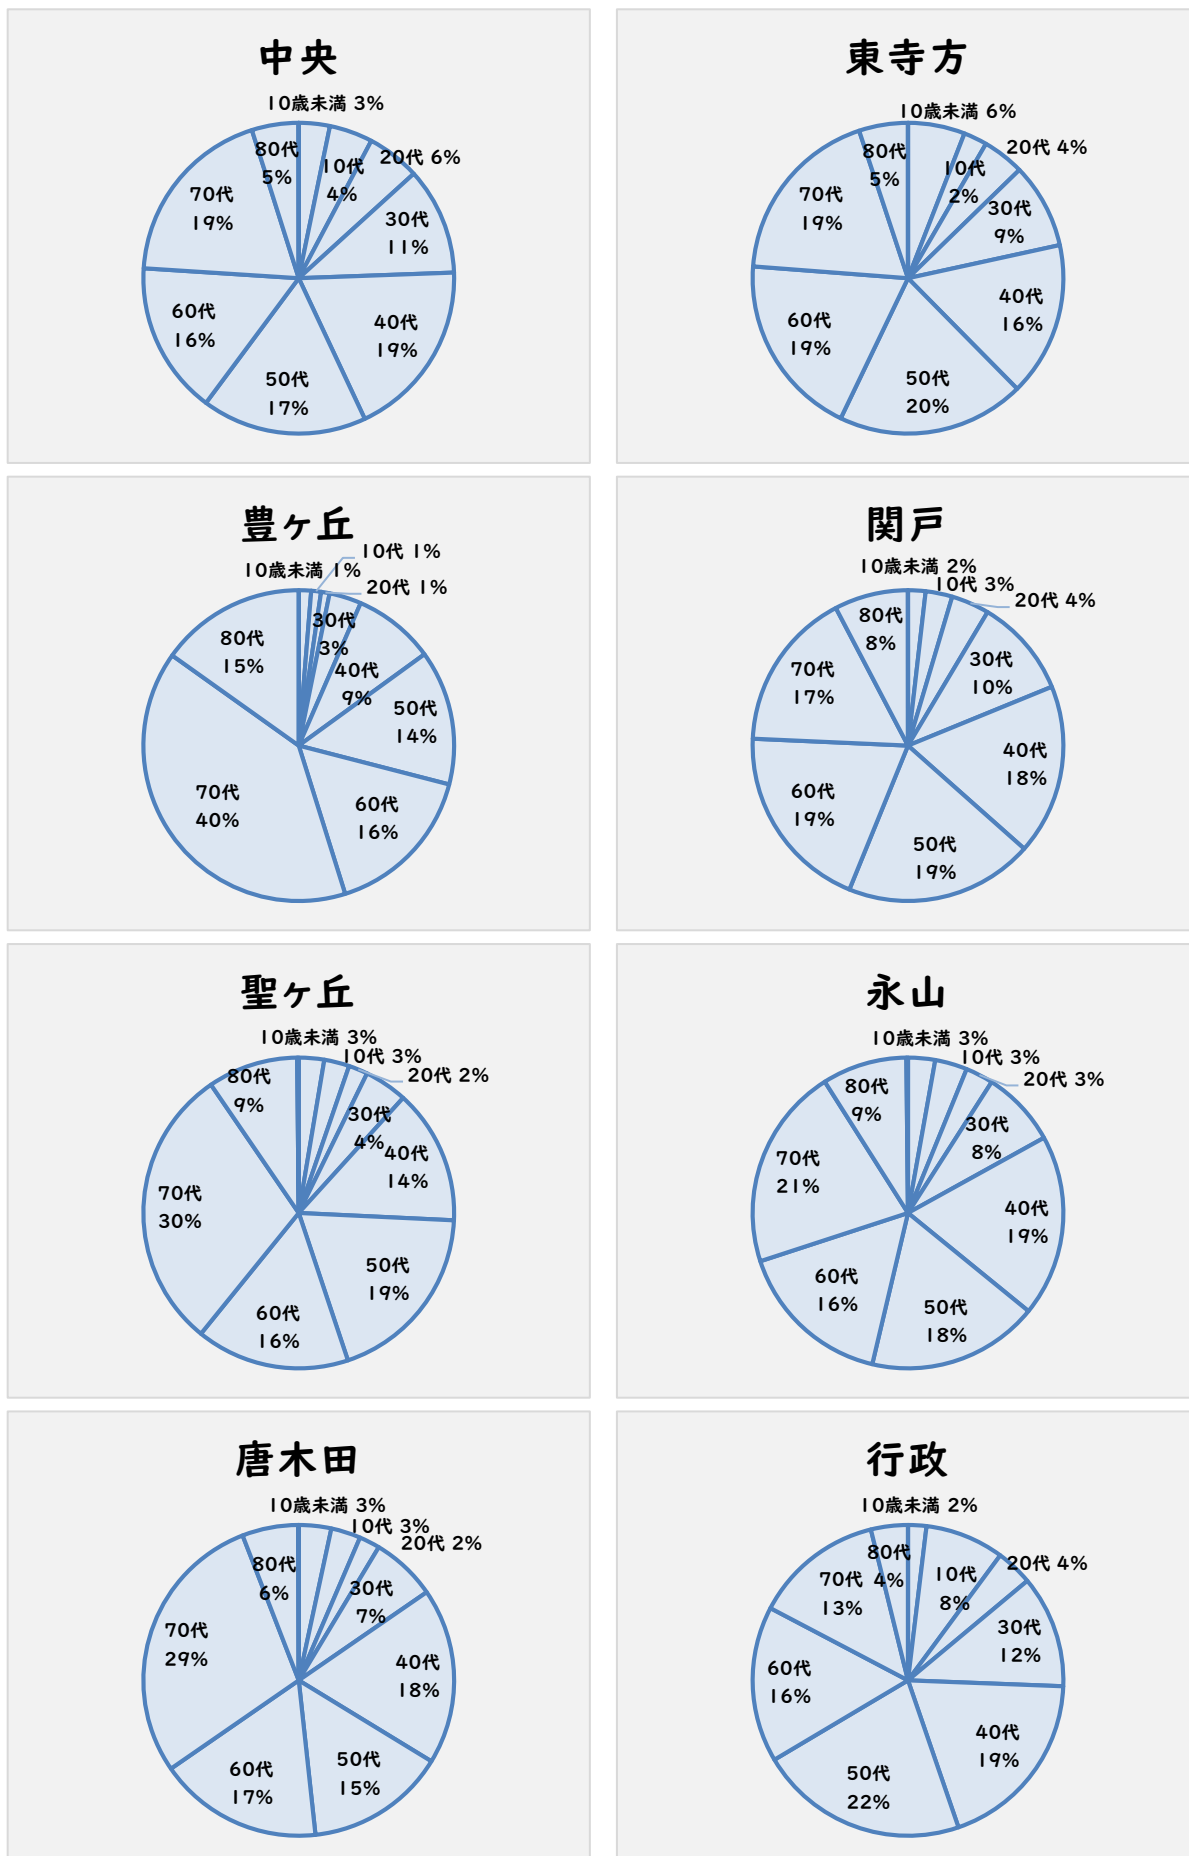 中央
10歳未満 3%
10代
4%
20代 6%
30代
11%
40代
19%
50代
17%
60代
16%
70代
19%
80代
5%
東寺方
10歳未満 6%
10代
2%
20代 4%
30代
9%
40代
16%
50代
20%
60代
19%
70代
19%
80代
5%
豊ヶ丘
10歳未満 1%
10代 1%
20代 1%
30代
3%
40代
9%
50代
14%
60代
16%
70代
40%
80代
15%
関戸
10歳未満 2%
10代 3%
20代 4%
30代
10%
40代
18%
50代
19%
60代
19%
70代
17%
80代
8%
聖ヶ丘
10歳未満 3%
10代 3%
20代 2%
30代
4%
40代
14%
50代
19%
60代
16%
70代
30%
80代
9%
永山
10歳未満 3%
10代 3%
20代 3%
30代
8%
40代
19%
50代
18%
60代
16%
70代
21%
80代
9%
唐木田
10歳未満 3%
10代 3%
20代 2%
30代
7%
40代
18%
50代
15%
60代
17%
70代
29%
80代
6%
行政
10歳未満 2%
10代
8%
20代 4%
30代
12%
40代
19%
50代
22%
60代
16%
70代
13%
80代
4%